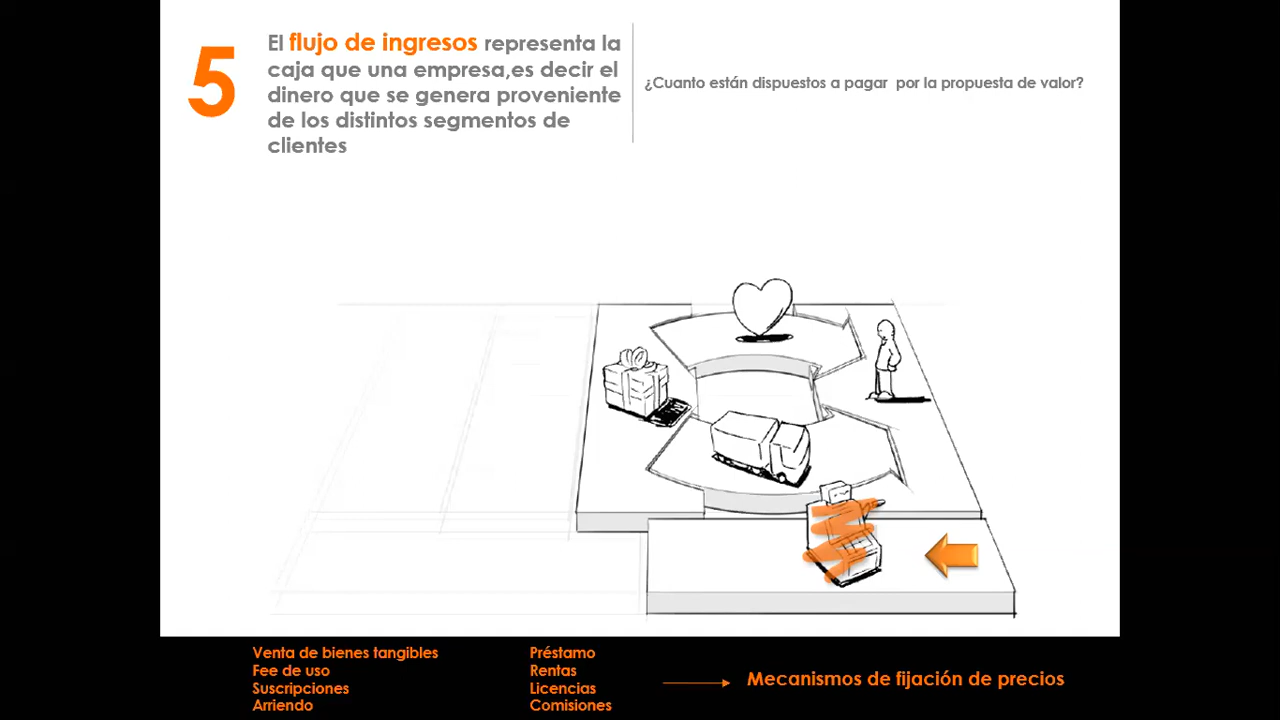 5
El flujo de ingresos representa la
caja que una empresa,es decir el
dinero que se genera proveniente
de los distintos segmentos de
clientes
¿Cuanto están dispuestos a pagar por la propuesta de valor?
Venta de bienes tangibles
Fee de uso
Suscripciones
Arriendo
Préstamo
Rentas
Licencias
Comisiones
Mecanismos de fijación de precios